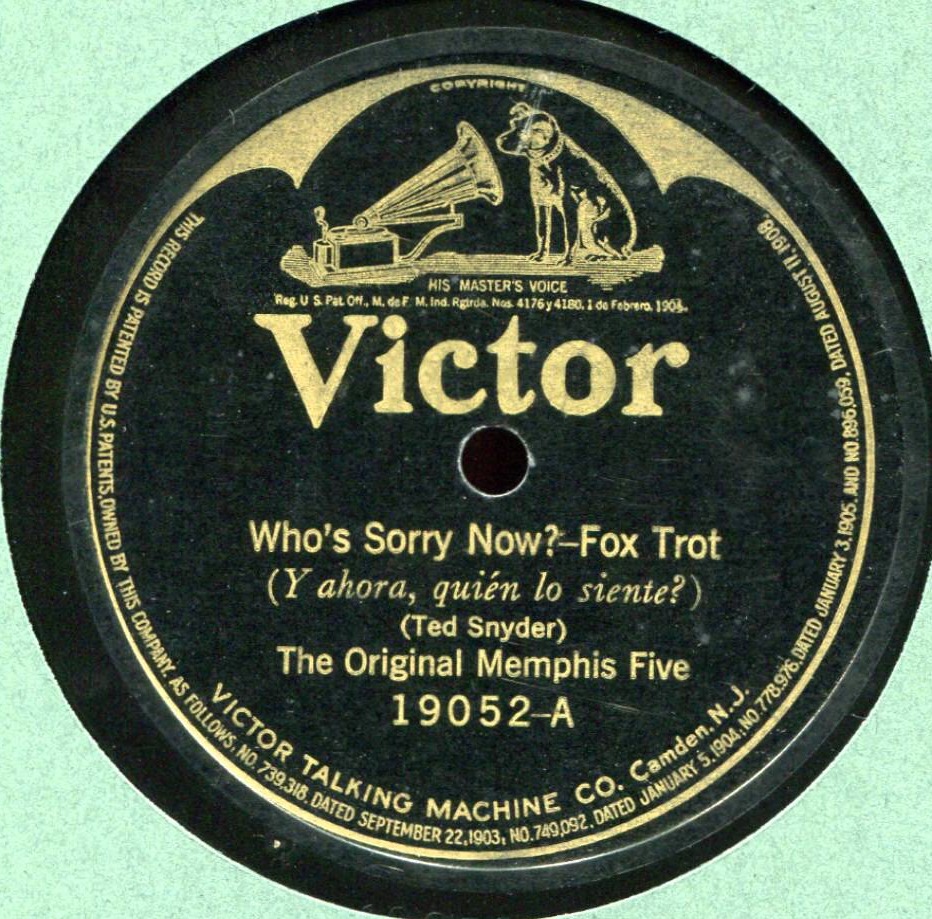 COPYRIGHT
HIS MASTER'S VOICE
Reg. U S. Pat. Off., M. de F. M. Ind. Rgtrda. Nos. 4176 y 4180, 1 de Febrero, 1904.
Victor
Who's Sorry Now?-Fox Trot
(Y ahora, quién lo siente?)
(Ted Snyder)
The Original Memphis Five
19052-A
VICTOR TALKING MACHINE CO. Camden, N.J.
THIS RECORD IS PATENTED BY U.S. PATENTS, OWNED BY THIS COMPANY, AS FOLLOWS, NO. 739,318, DATED SEPTEMBER 22, 1903; NO. 749,092, DATED JANUARY 5, 1904; NO. 778,976, DATED JANUARY 3, 1905, AND NO. 896,059, DATED AUGUST 11, 1908.